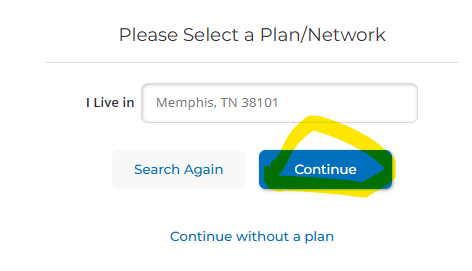 Please Select a Plan/Network
I Live in Memphis, TN 38101
Search Again Continue
Continue without a plan